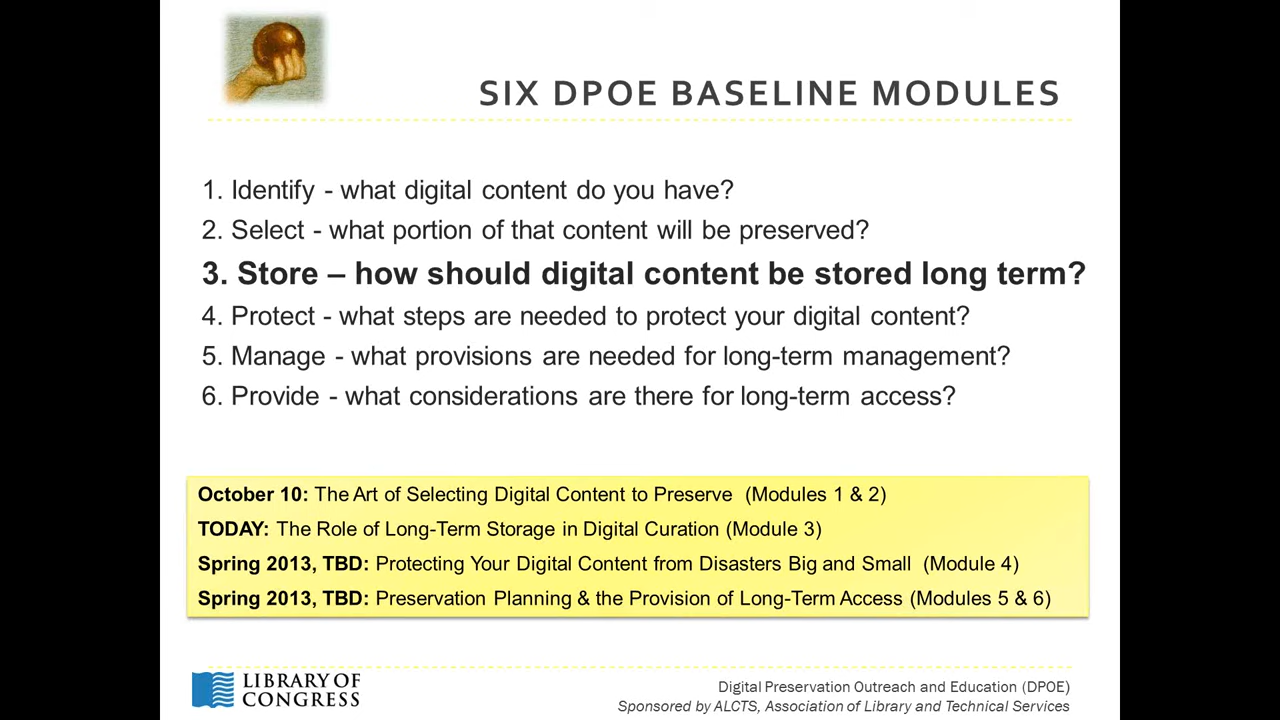 SIX DPOE BASELINE MODULES
1. Identify - what digital content do you have?
2. Select - what portion of that content will be preserved?
3. Store – how should digital content be stored long term?
4. Protect - what steps are needed to protect your digital content?
5. Manage - what provisions are needed for long-term management?
6. Provide - what considerations are there for long-term access?
October 10: The Art of Selecting Digital Content to Preserve (Modules 1 & 2)
TODAY: The Role of Long-Term Storage in Digital Curation (Module 3)
Spring 2013, TBD: Protecting Your Digital Content from Disasters Big and Small (Module 4)
Spring 2013, TBD: Preservation Planning & the Provision of Long-Term Access (Modules 5 & 6)
LIBRARY OF
CONGRESS
Digital Preservation Outreach and Education (DPOE)
Sponsored by ALCTS, Association of Library and Technical Services